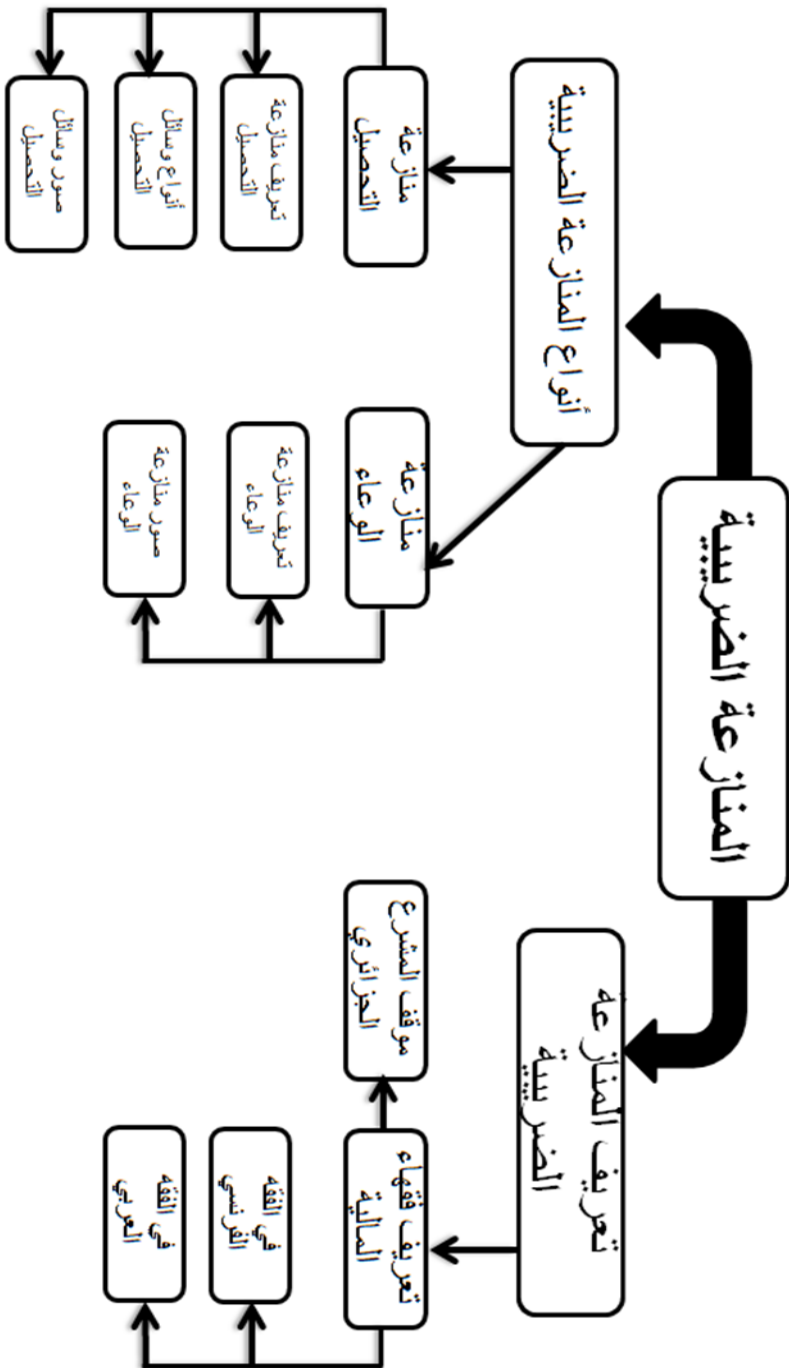 المنازعة الضريبية
تعريف المنازعة
الضريبية
تعريف فقهاء
المالية
في الفقه
الفرنسي
في الفقه
العربي
موقف المشرع
الجزائري
أنواع المنازعة الضريبية
منازعة
الوعاء
تعريف منازعة
الوعاء
صور منازعة
الوعاء
منازعة
التحصيل
تعريف منازعة
التحصيل
أنواع وسائل
التحصيل
صور وسائل
التحصيل